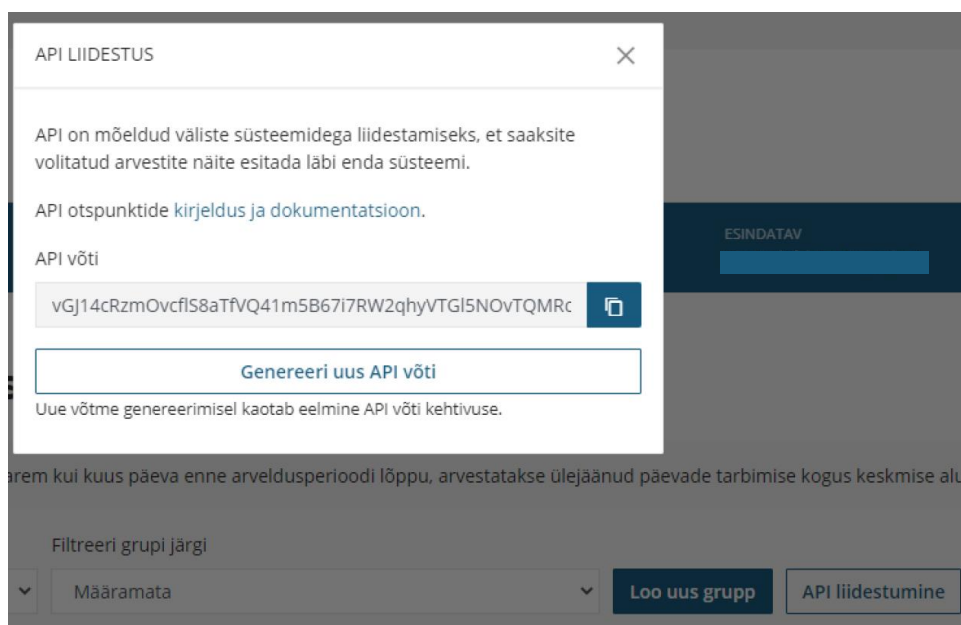 API LIIDESTUS
API on mõeldud väliste süsteemidega liidestamiseks, et saaksite
volitatud arvestite näite esitada läbi enda süsteemi.
API otspunktide kirjeldus ja dokumentatsioon.
ESINDATAV
API võti
vGJ14cRzmOvcflS8aTfVQ41m5B67i7RW2qhyVTGl5NOvTQMRc
Genereeri uus API võti
Uue võtme genereerimisel kaotab eelmine API võti kehtivuse.
arem kui kuus päeva enne arveldusperioodi lõppu, arvestatakse ülejäänud päevade tarbimise kogus keskmise alu
Filtreeri grupi järgi
Määramata
Loo uus grupp
API liidestumine